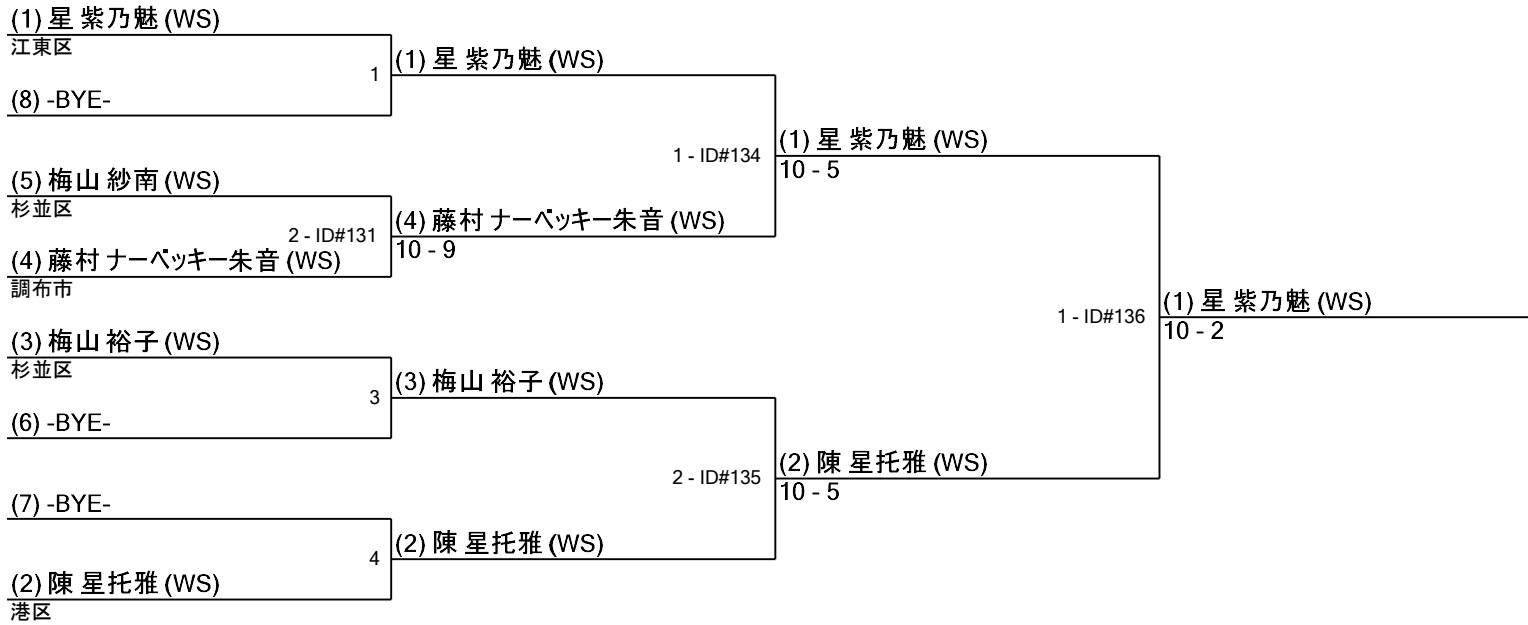 (1) 星 紫乃魅 (WS)
江東区
1
(8) -BYE-
(1) 星 紫乃魅 (WS)
(5) 梅山 紗南 (WS)
杉並区
2 - ID#131
(4) 藤村 ナーベッキー朱音 (WS)
調布市
(4) 藤村 ナーベッキー朱音 (WS)
10 - 9
1 - ID#134
(1) 星 紫乃魅 (WS)
10 - 5
(3) 梅山 裕子 (WS)
杉並区
3
(6) -BYE-
(3) 梅山 裕子 (WS)
(7) -BYE-
4
(2) 陳 星托雅 (WS)
港区
(2) 陳 星托雅 (WS)
2 - ID#135
(2) 陳 星托雅 (WS)
10 - 5
1 - ID#136
(1) 星 紫乃魅 (WS)
10 - 2